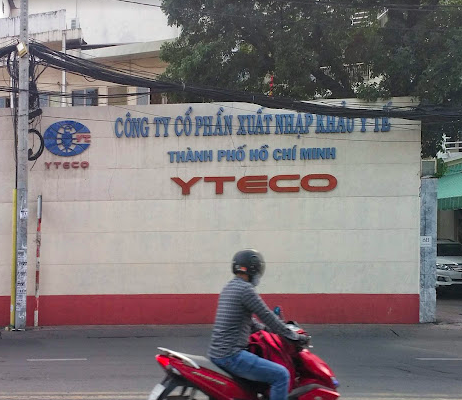 CÔNG TY CỔ PHẦN XUẤT NHẬP KHẨU Y TẾ
THÀNH PHỐ HỒ CHÍ MINH
YTECO
YTECO